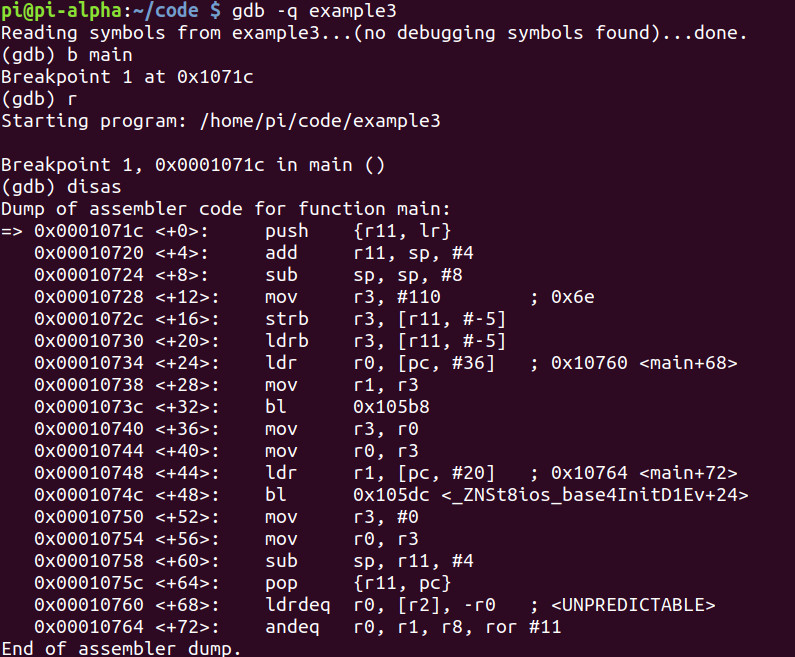 pi@pi-alpha:~/code $ gdb -q example3
Reading symbols from example3...(no debugging symbols found)...done.
(gdb) b main
Breakpoint 1 at 0x1071c
(gdb) r
Starting program: /home/pi/code/example3
Breakpoint 1, 0x0001071c in main ()
(gdb) disas
Dump of assembler code for function main:
=> 0x0001071c <+0>:     push    {r11, lr}
   0x00010720 <+4>:     add     r11, sp, #4
   0x00010724 <+8>:     sub     sp, sp, #8
   0x00010728 <+12>:    mov     r3, #110        ; 0x6e
   0x0001072c <+16>:    strb    r3, [r11, #-5]
   0x00010730 <+20>:    ldrb    r3, [r11, #-5]
   0x00010734 <+24>:    ldr     r0, [pc, #36]   ; 0x10760 <main+68>
   0x00010738 <+28>:    mov     r1, r3
   0x0001073c <+32>:    bl      0x105b8
   0x00010740 <+36>:    mov     r3, r0
   0x00010744 <+40>:    mov     r0, r3
   0x00010748 <+44>:    ldr     r1, [pc, #20]   ; 0x10764 <main+72>
   0x0001074c <+48>:    bl      0x105dc <_ZNSt8ios_base4InitD1Ev+24>
   0x00010750 <+52>:    mov     r3, #0
   0x00010754 <+56>:    mov     r0, r3
   0x00010758 <+60>:    sub     sp, r11, #4
   0x0001075c <+64>:    pop     {r11, pc}
   0x00010760 <+68>:    ldrdeq  r0, [r2], -r0   ; <UNPREDICTABLE>
   0x00010764 <+72>:    andeq   r0, r1, r8, ror #11
End of assembler dump.